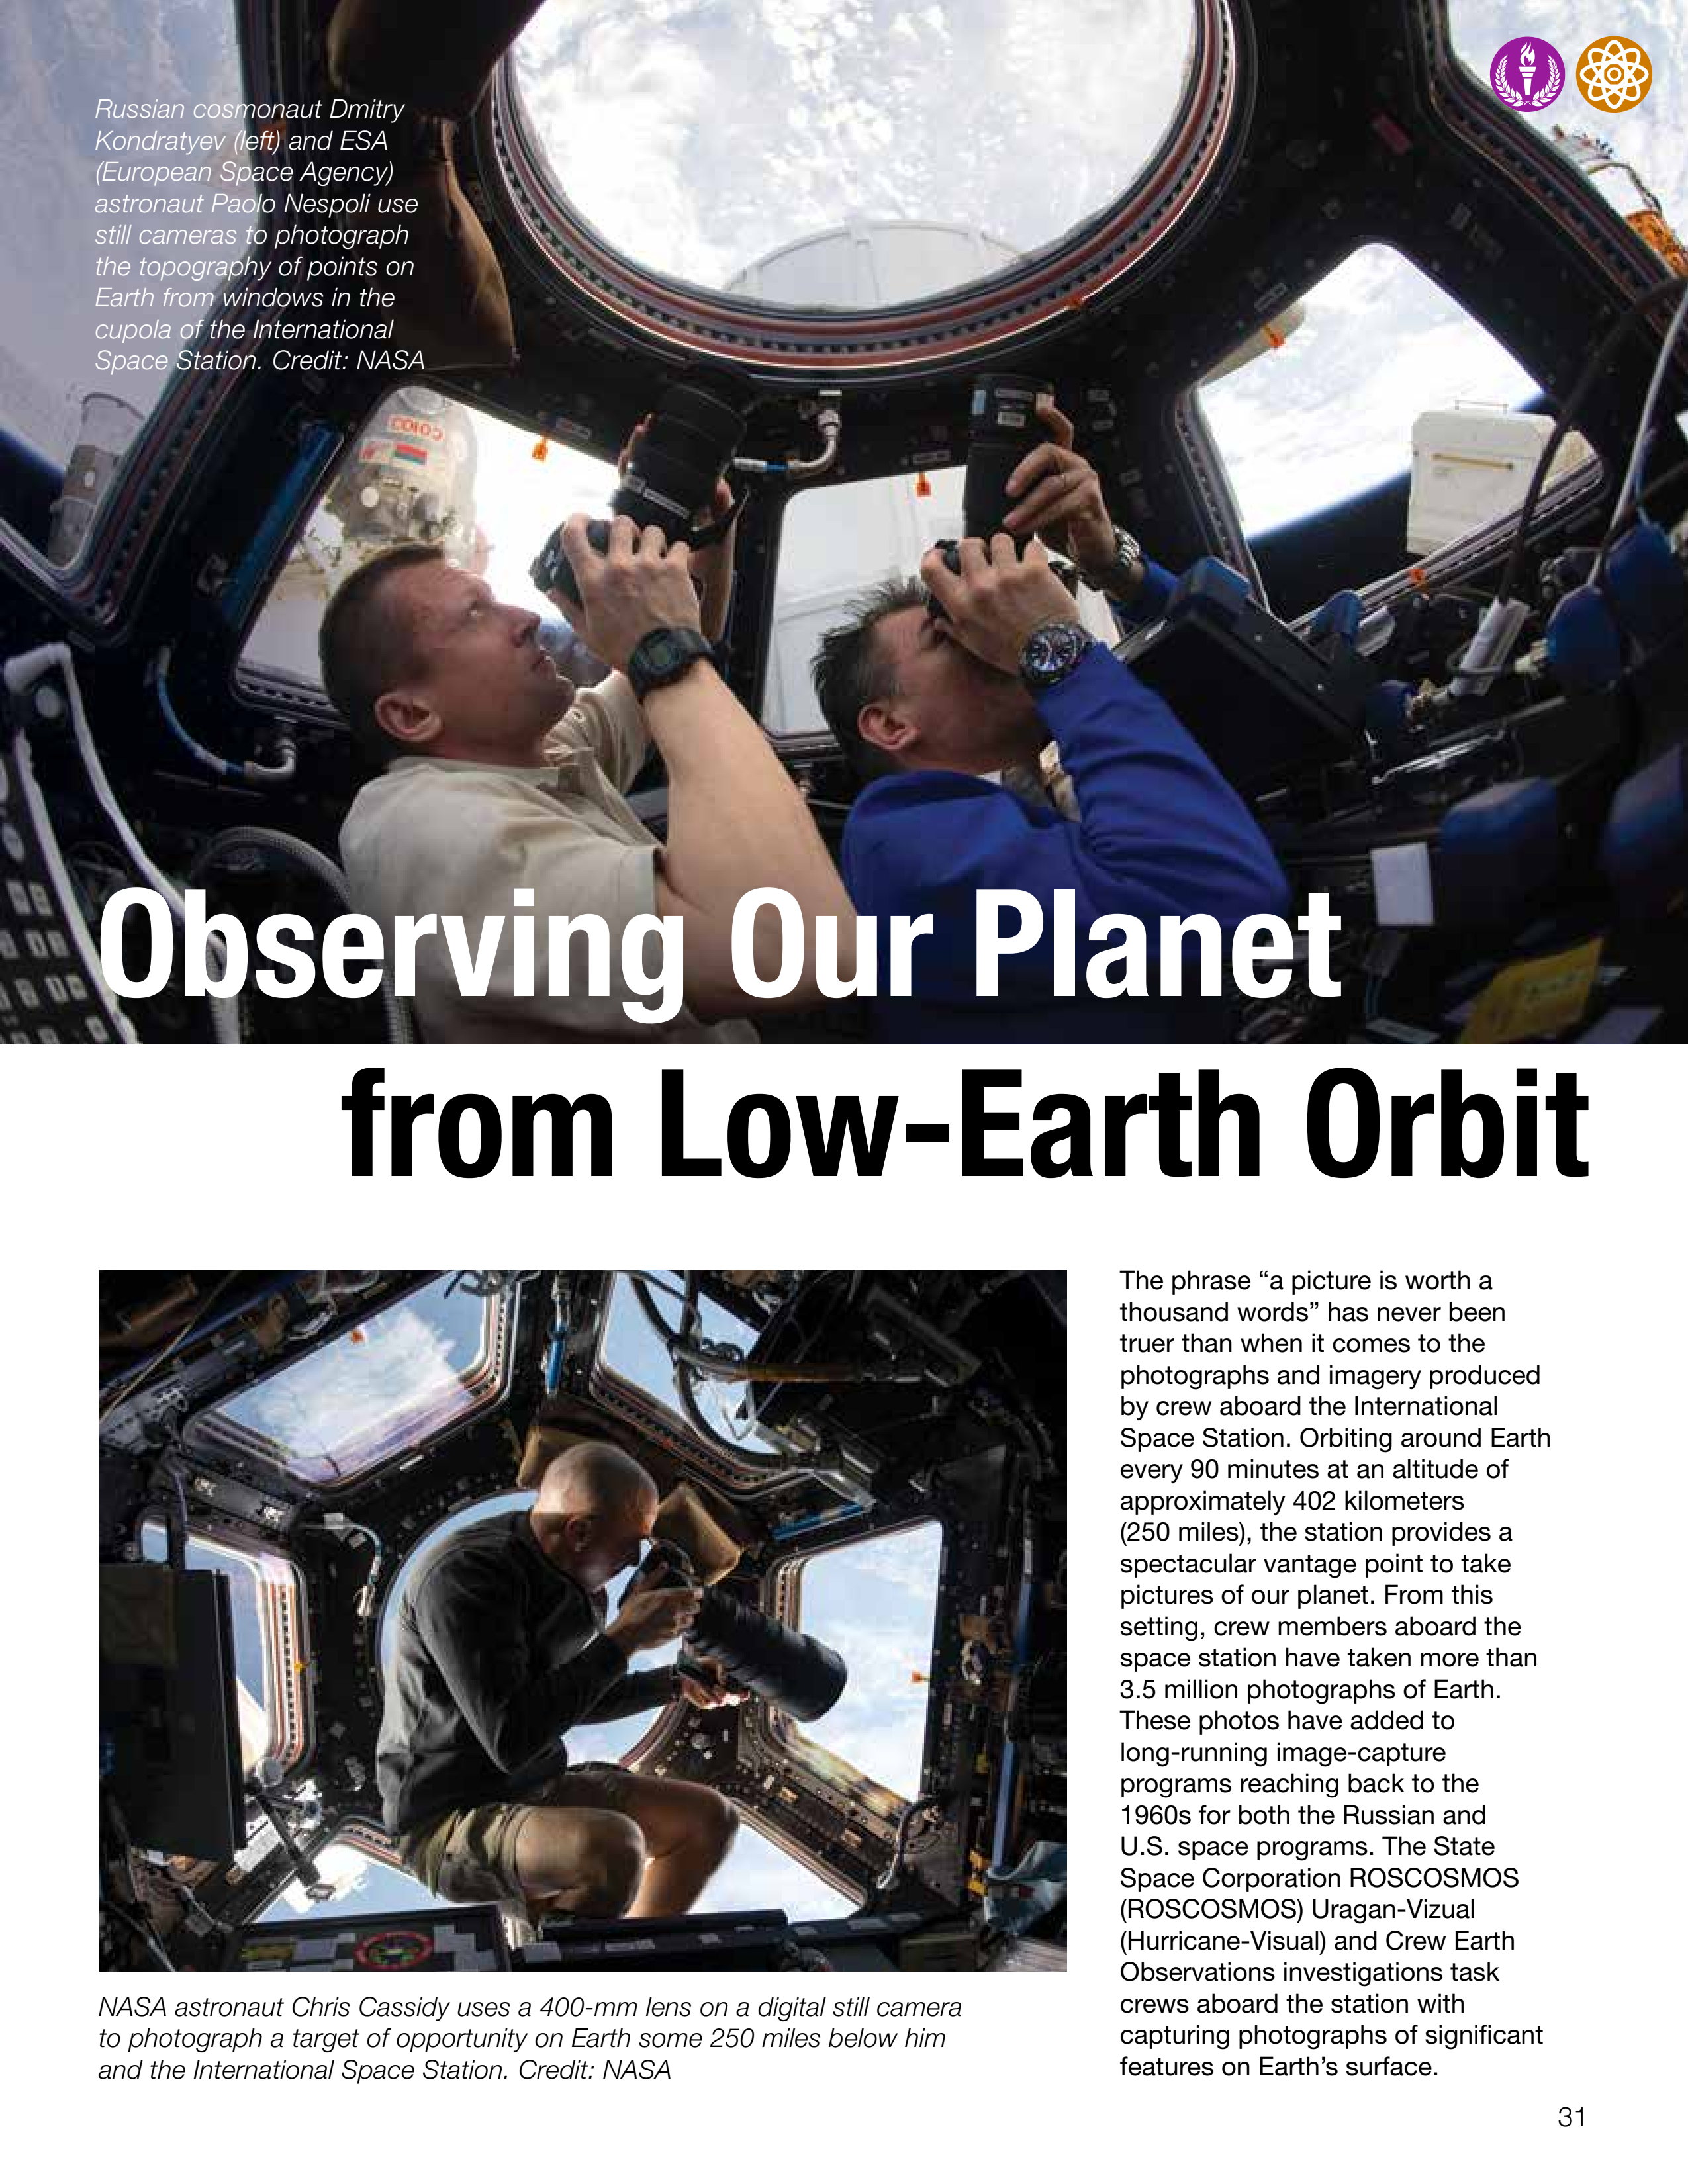 Russian cosmonaut Dmitry
Kondratyev (left) and ESA
(European Space Agency)
astronaut Paolo Nespoli use
still cameras to photograph
the topography of points on
Earth from windows in the
cupola of the International
Space Station. Credit: NASA
СОЮЗ
Observing Our Planet
from Low-Earth Orbit
The phrase “a picture is worth a
thousand words” has never been
truer than when it comes to the
photographs and imagery produced
by crew aboard the International
Space Station. Orbiting around Earth
every 90 minutes at an altitude of
approximately 402 kilometers
(250 miles), the station provides a
spectacular vantage point to take
pictures of our planet. From this
setting, crew members aboard the
space station have taken more than
3.5 million photographs of Earth.
These photos have added to
long-running image-capture
programs reaching back to the
1960s for both the Russian and
U.S. space programs. The State
Space Corporation ROSCOSMOS
(ROSCOSMOS) Uragan-Vizual
(Hurricane-Visual) and Crew Earth
Observations investigations task
crews aboard the station with
capturing photographs of significant
features on Earth’s surface.
NASA astronaut Chris Cassidy uses a 400-mm lens on a digital still camera
to photograph a target of opportunity on Earth some 250 miles below him
and the International Space Station. Credit: NASA
31